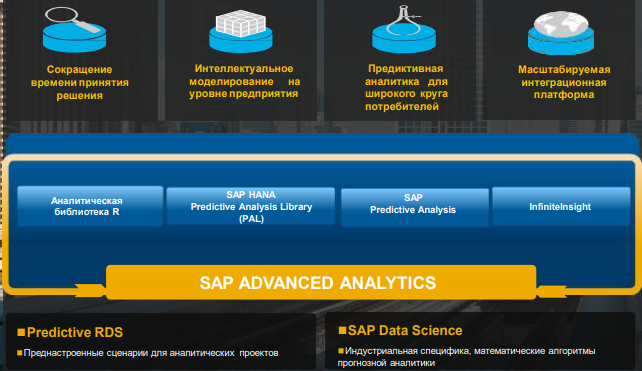 Сокращение
времени принятия
решения
Интеллектуальное
моделирование на
уровне предприятия
Предиктивная
аналитика для
широкого круга
потребителей
Масштабируемая
интеграционная
платформа
Аналитическая
библиотека R
SAP HANA
Predictive Analysis Library
(PAL)
SAP
Predictive Analysis
InfiniteInsight
SAP ADVANCED ANALYTICS
Predictive RDS
Преднастроенные сценарии для аналитических проектов
SAP Data Science
Индустриальная специфика, математические алгоритмы
прогнозной аналитики